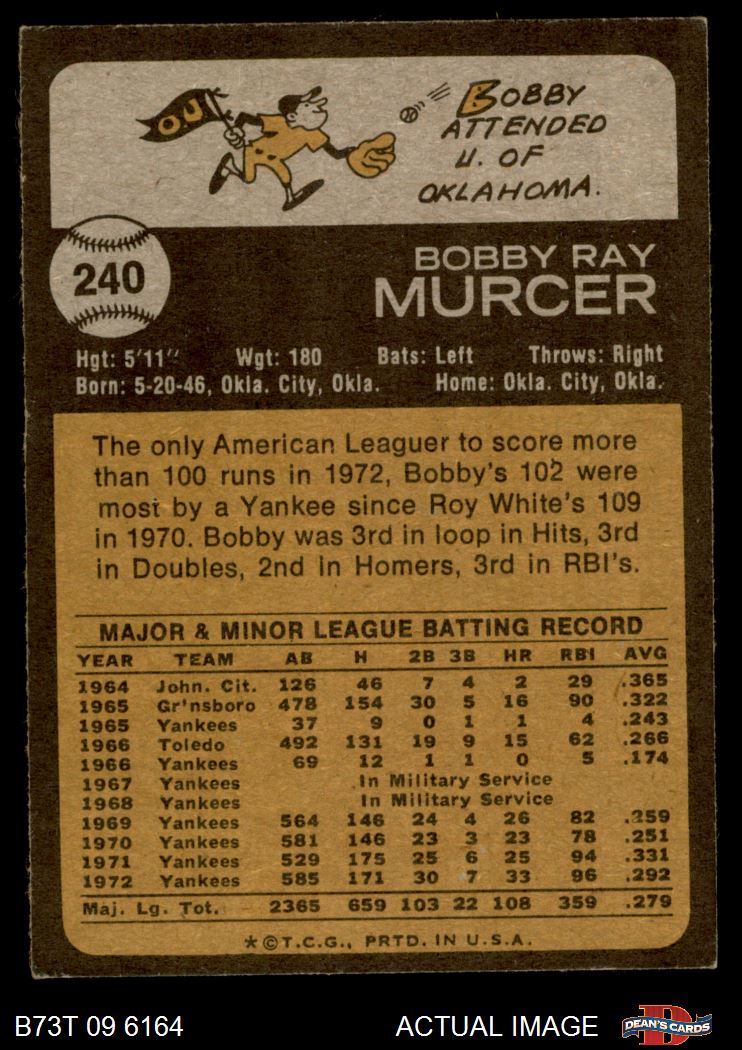 O.U.
BOBBY
ATTENDED
U. OF
OKLAHOMA.
240
BOBBY RAY
MURCER
Hgt: 5'11" Wgt: 180 Bats: Left Throws: Right
Born: 5-20-46, Okla. City, Okla. Home: Okla. City, Okla.
The only American Leaguer to score more
than 100 runs in 1972, Bobby's 102 were
most by a Yankee since Roy White's 109
in 1970. Bobby was 3rd in loop in Hits, 3rd
in Doubles, 2nd in Homers, 3rd in RBI's.
MAJOR & MINOR LEAGUE BATTING RECORD
YEAR TEAM AB H 2B 3B HR RBI AVG
1964 John. Cit. 126 46 7 4 2 29 .365
1965 Gr'nsboro 478 154 30 5 16 90 .322
1965 Yankees 37 9 0 1 1 4 .243
1966 Toledo 492 131 19 9 15 62 .266
1966 Yankees 69 12 1 1 0 5 .174
1967 Yankees In Military Service
1968 Yankees In Military Service
1969 Yankees 564 146 24 4 26 82 .259
1970 Yankees 581 146 23 3 23 78 .251
1971 Yankees 529 175 25 6 25 94 .331
1972 Yankees 585 171 30 7 33 96 .292
Maj. Lg. Tot. 2365 659 103 22 108 359 .279
*©T.C.G., PRTD. IN U.S.A.
B73T 09 6164 ACTUAL IMAGE D DEAN'S CARDS